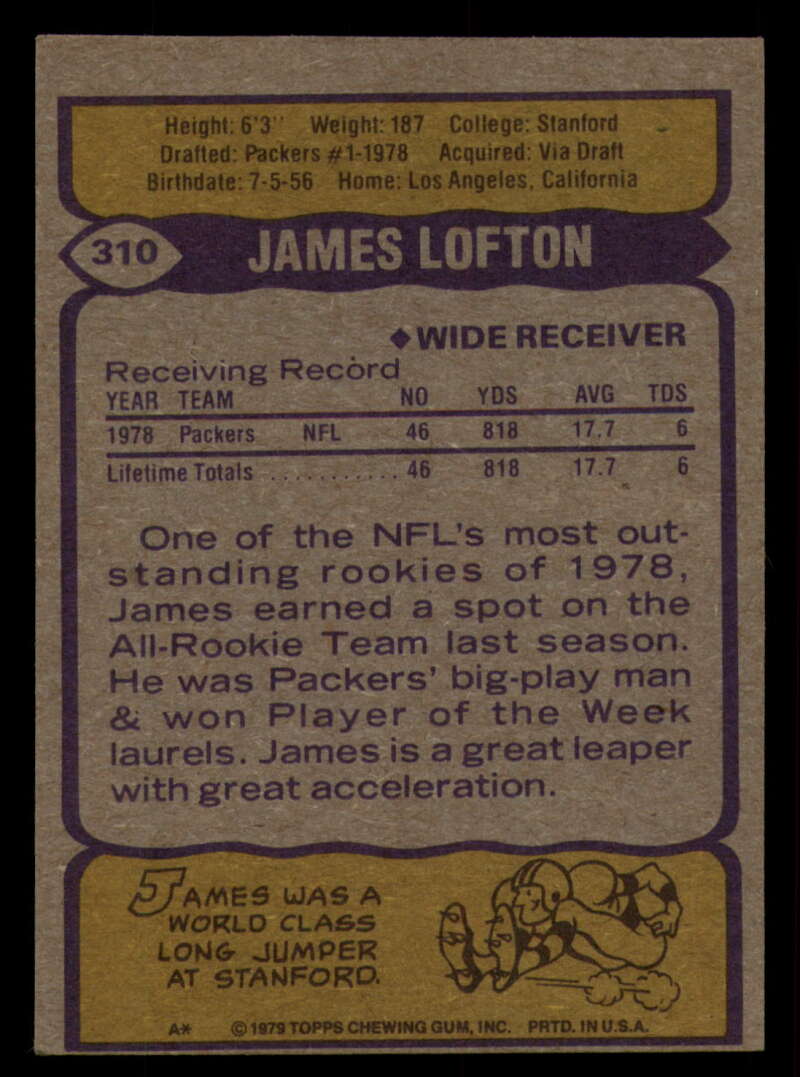 Height: 6'3" Weight: 187 College: Stanford
Drafted: Packers #1-1978 Acquired: Via Draft
Birthdate: 7-5-56 Home: Los Angeles, California
310 JAMES LOFTON
◆WIDE RECEIVER
Receiving Record
YEAR TEAM NO YDS AVG TDS
1978 Packers NFL 46 818 17.7 6
Lifetime Totals ........... 46 818 17.7 6
One of the NFL's most out-
standing rookies of 1978,
James earned a spot on the
All-Rookie Team last season.
He was Packers' big-play man
& won Player of the Week
laurels. James is a great leaper
with great acceleration.
JAMES WAS A
WORLD CLASS
LONG JUMPER
AT STANFORD.
A* © 1979 TOPPS CHEWING GUM, INC. PRTD. IN U.S.A.